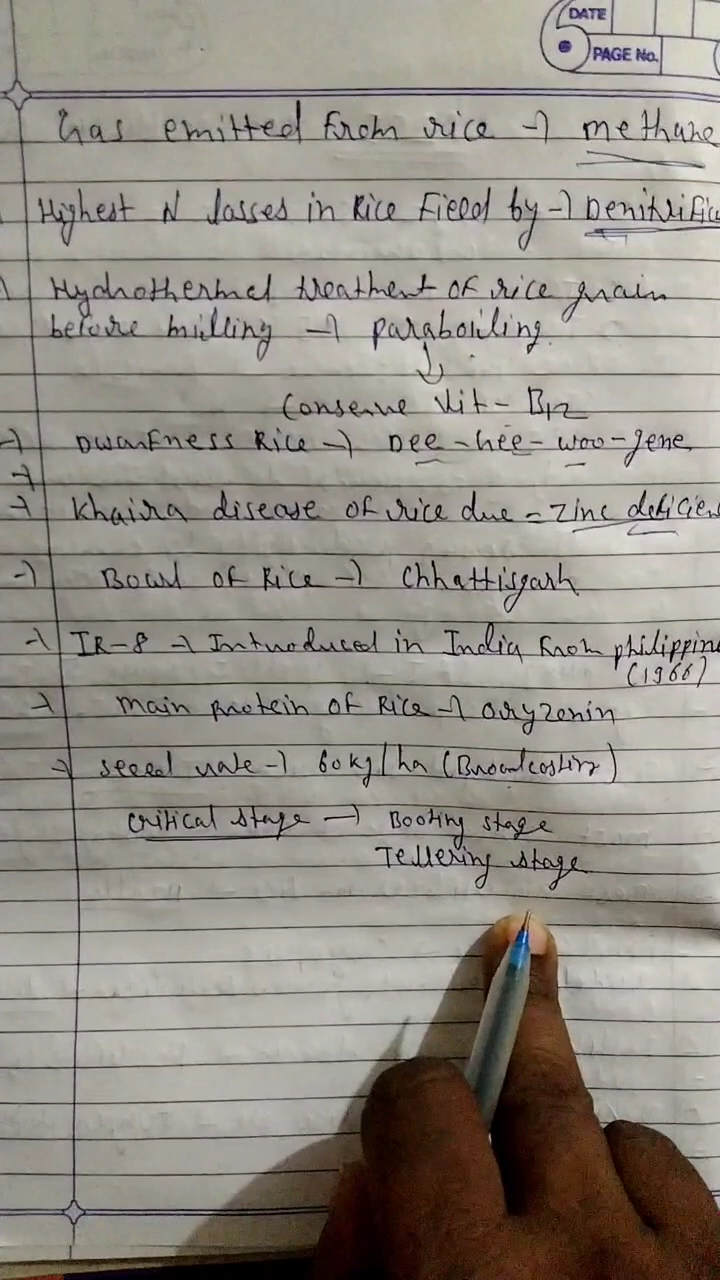 DATE
PAGE No.
Gas emitted from rice → methane
Highest N losses in Rice Field by → Denitrific
Hydrothermal treatment of rice grain
before milling → paraboiling
↓
Conserve Vit - B12
→ Dwarfness Rice → Dee-hee-woo-gene
→
→ Khaira disease of rice due = Zinc deficien
→ Bowl of Rice → Chhattisgarh
→ IR-8 → Introduced in India from philippine
(1966)
→ main protein of Rice → oryzenin
→ seed rate → 60kg/ha (Broadcasting)
critical stage → Booting stage
Tellering stage